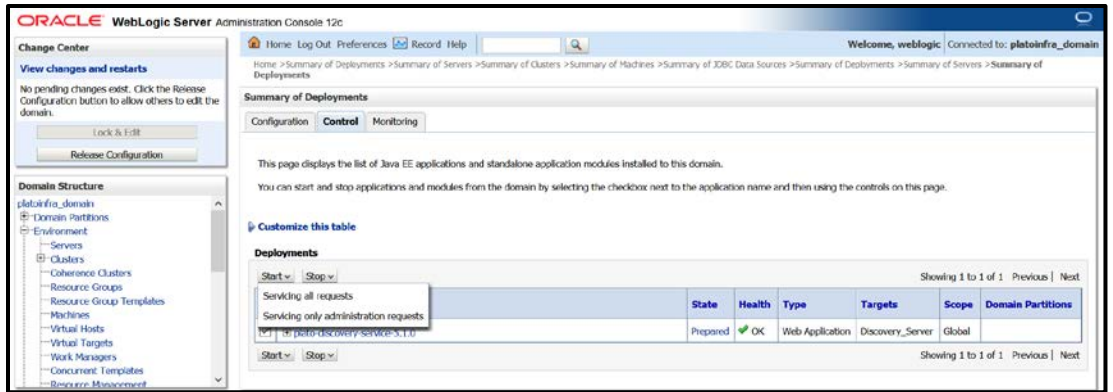 ORACLE WebLogic Server Administration Console 12c
Change Center
View changes and restarts
No pending changes exist. Click the Release
Configuration button to allow others to edit the
domain.
Lock & Edit
Release Configuration
Domain Structure
platoinfra_domain
Domain Partitions
Environment
Servers
Clusters
Coherence Clusters
Resource Groups
Resource Group Templates
Machines
Virtual Hosts
Virtual Targets
Work Managers
Concurrent Templates
Resource Management
Home Log Out Preferences Record Help
Welcome, weblogic Connected to: platoinfra_domain
Home >Summary of Deployments >Summary of Servers >Summary of Clusters >Summary of Machines >Summary of JDBC Data Sources >Summary of Deployments >Summary of Servers >Summary of
Deployments
Summary of Deployments
Configuration Control Monitoring
This page displays the list of Java EE applications and standalone application modules installed to this domain.
You can start and stop applications and modules from the domain by selecting the checkbox next to the application name and then using the controls on this page.
Customize this table
Deployments
Start Stop Showing 1 to 1 of 1 Previous | Next
Servicing all requests
Servicing only administration requests
State Health Type Targets Scope Domain Partitions
plato-discovery-service-5.1.0 Prepared OK Web Application Discovery_Server Global
Start Stop Showing 1 to 1 of 1 Previous | Next